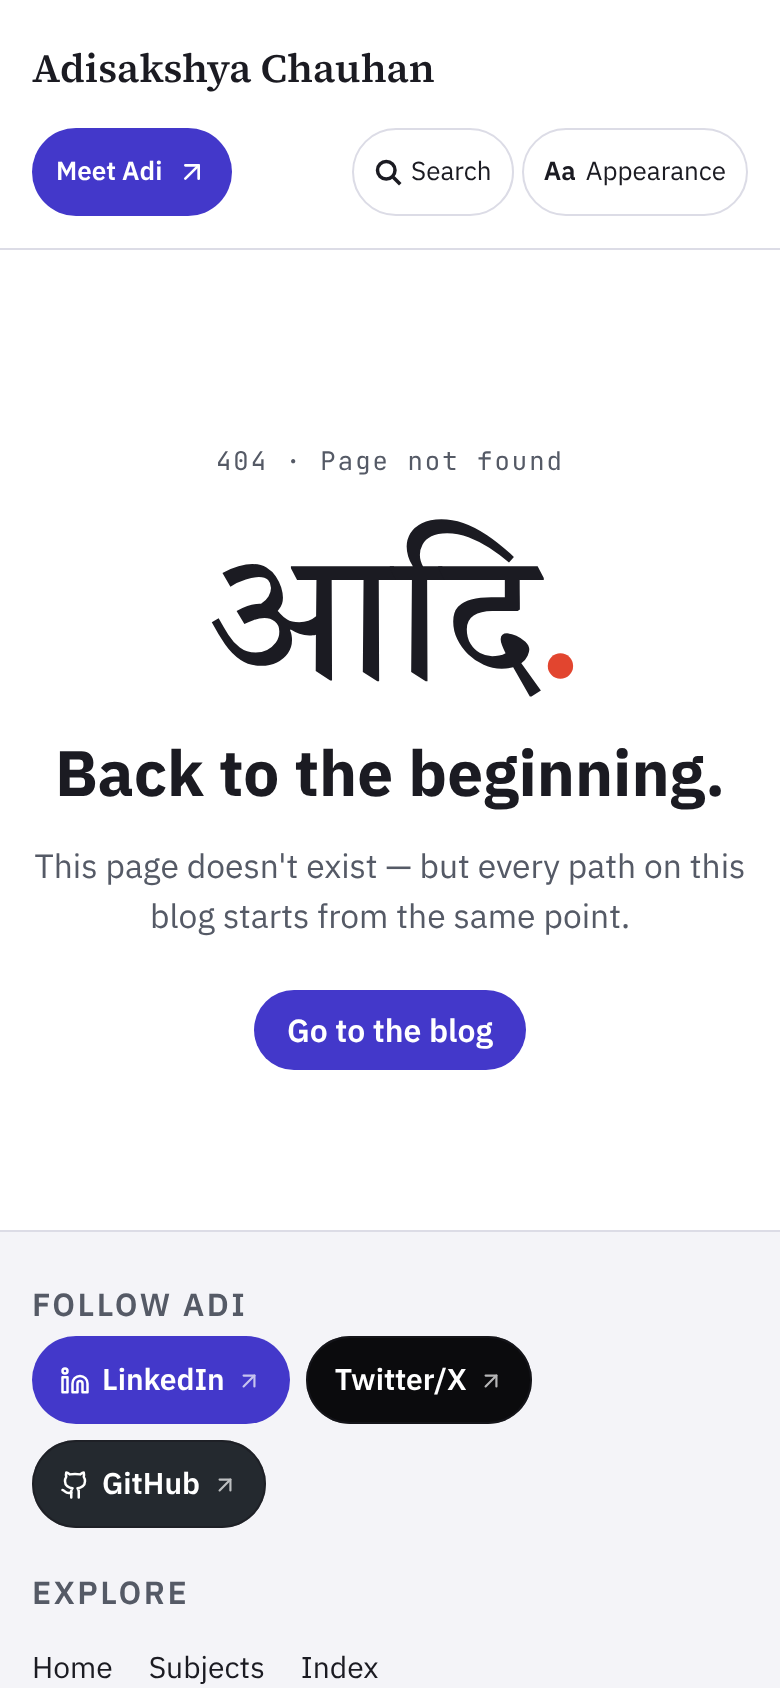 Adisakshya Chauhan
Meet Adi
Search
Aa Appearance
404 · Page not found
आदि.
Back to the beginning.
This page doesn't exist — but every path on this
blog starts from the same point.
Go to the blog
FOLLOW ADI
LinkedIn
Twitter/X
GitHub
EXPLORE
Home Subjects Index